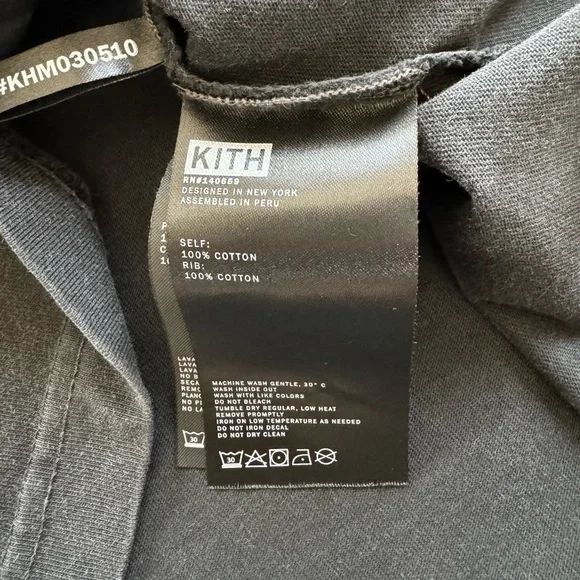 #KHM030510
KITH
RN#140659
DESIGNED IN NEW YORK
ASSEMBLED IN PERU
SELF:
100% COTTON
RIB:
100% COTTON
MACHINE WASH GENTLE, 30° C
WASH INSIDE OUT
WASH WITH LIKE COLORS
DO NOT BLEACH
TUMBLE DRY REGULAR, LOW HEAT
REMOVE PROMPTLY
IRON ON LOW TEMPERATURE AS NEEDED
DO NOT IRON DECAL
DO NOT DRY CLEAN
30
30